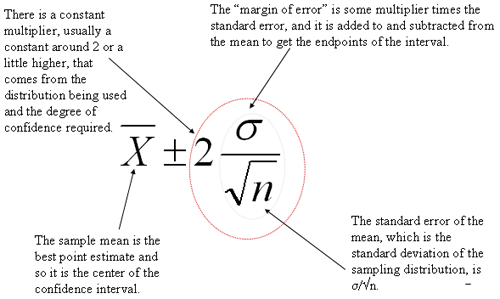 There is a constant
multiplier, usually a
constant around 2 or a
little higher, that
comes from the
distribution being used
and the degree of
confidence required.
The “margin of error” is some multiplier times the
standard error, and it is added to and subtracted from
the mean to get the endpoints of the interval.
X̅ ± 2 σ/√n
The sample mean is the
best point estimate and
so it is the center of the
confidence interval.
The standard error of the
mean, which is the
standard deviation of the
sampling distribution, is
σ/√n.